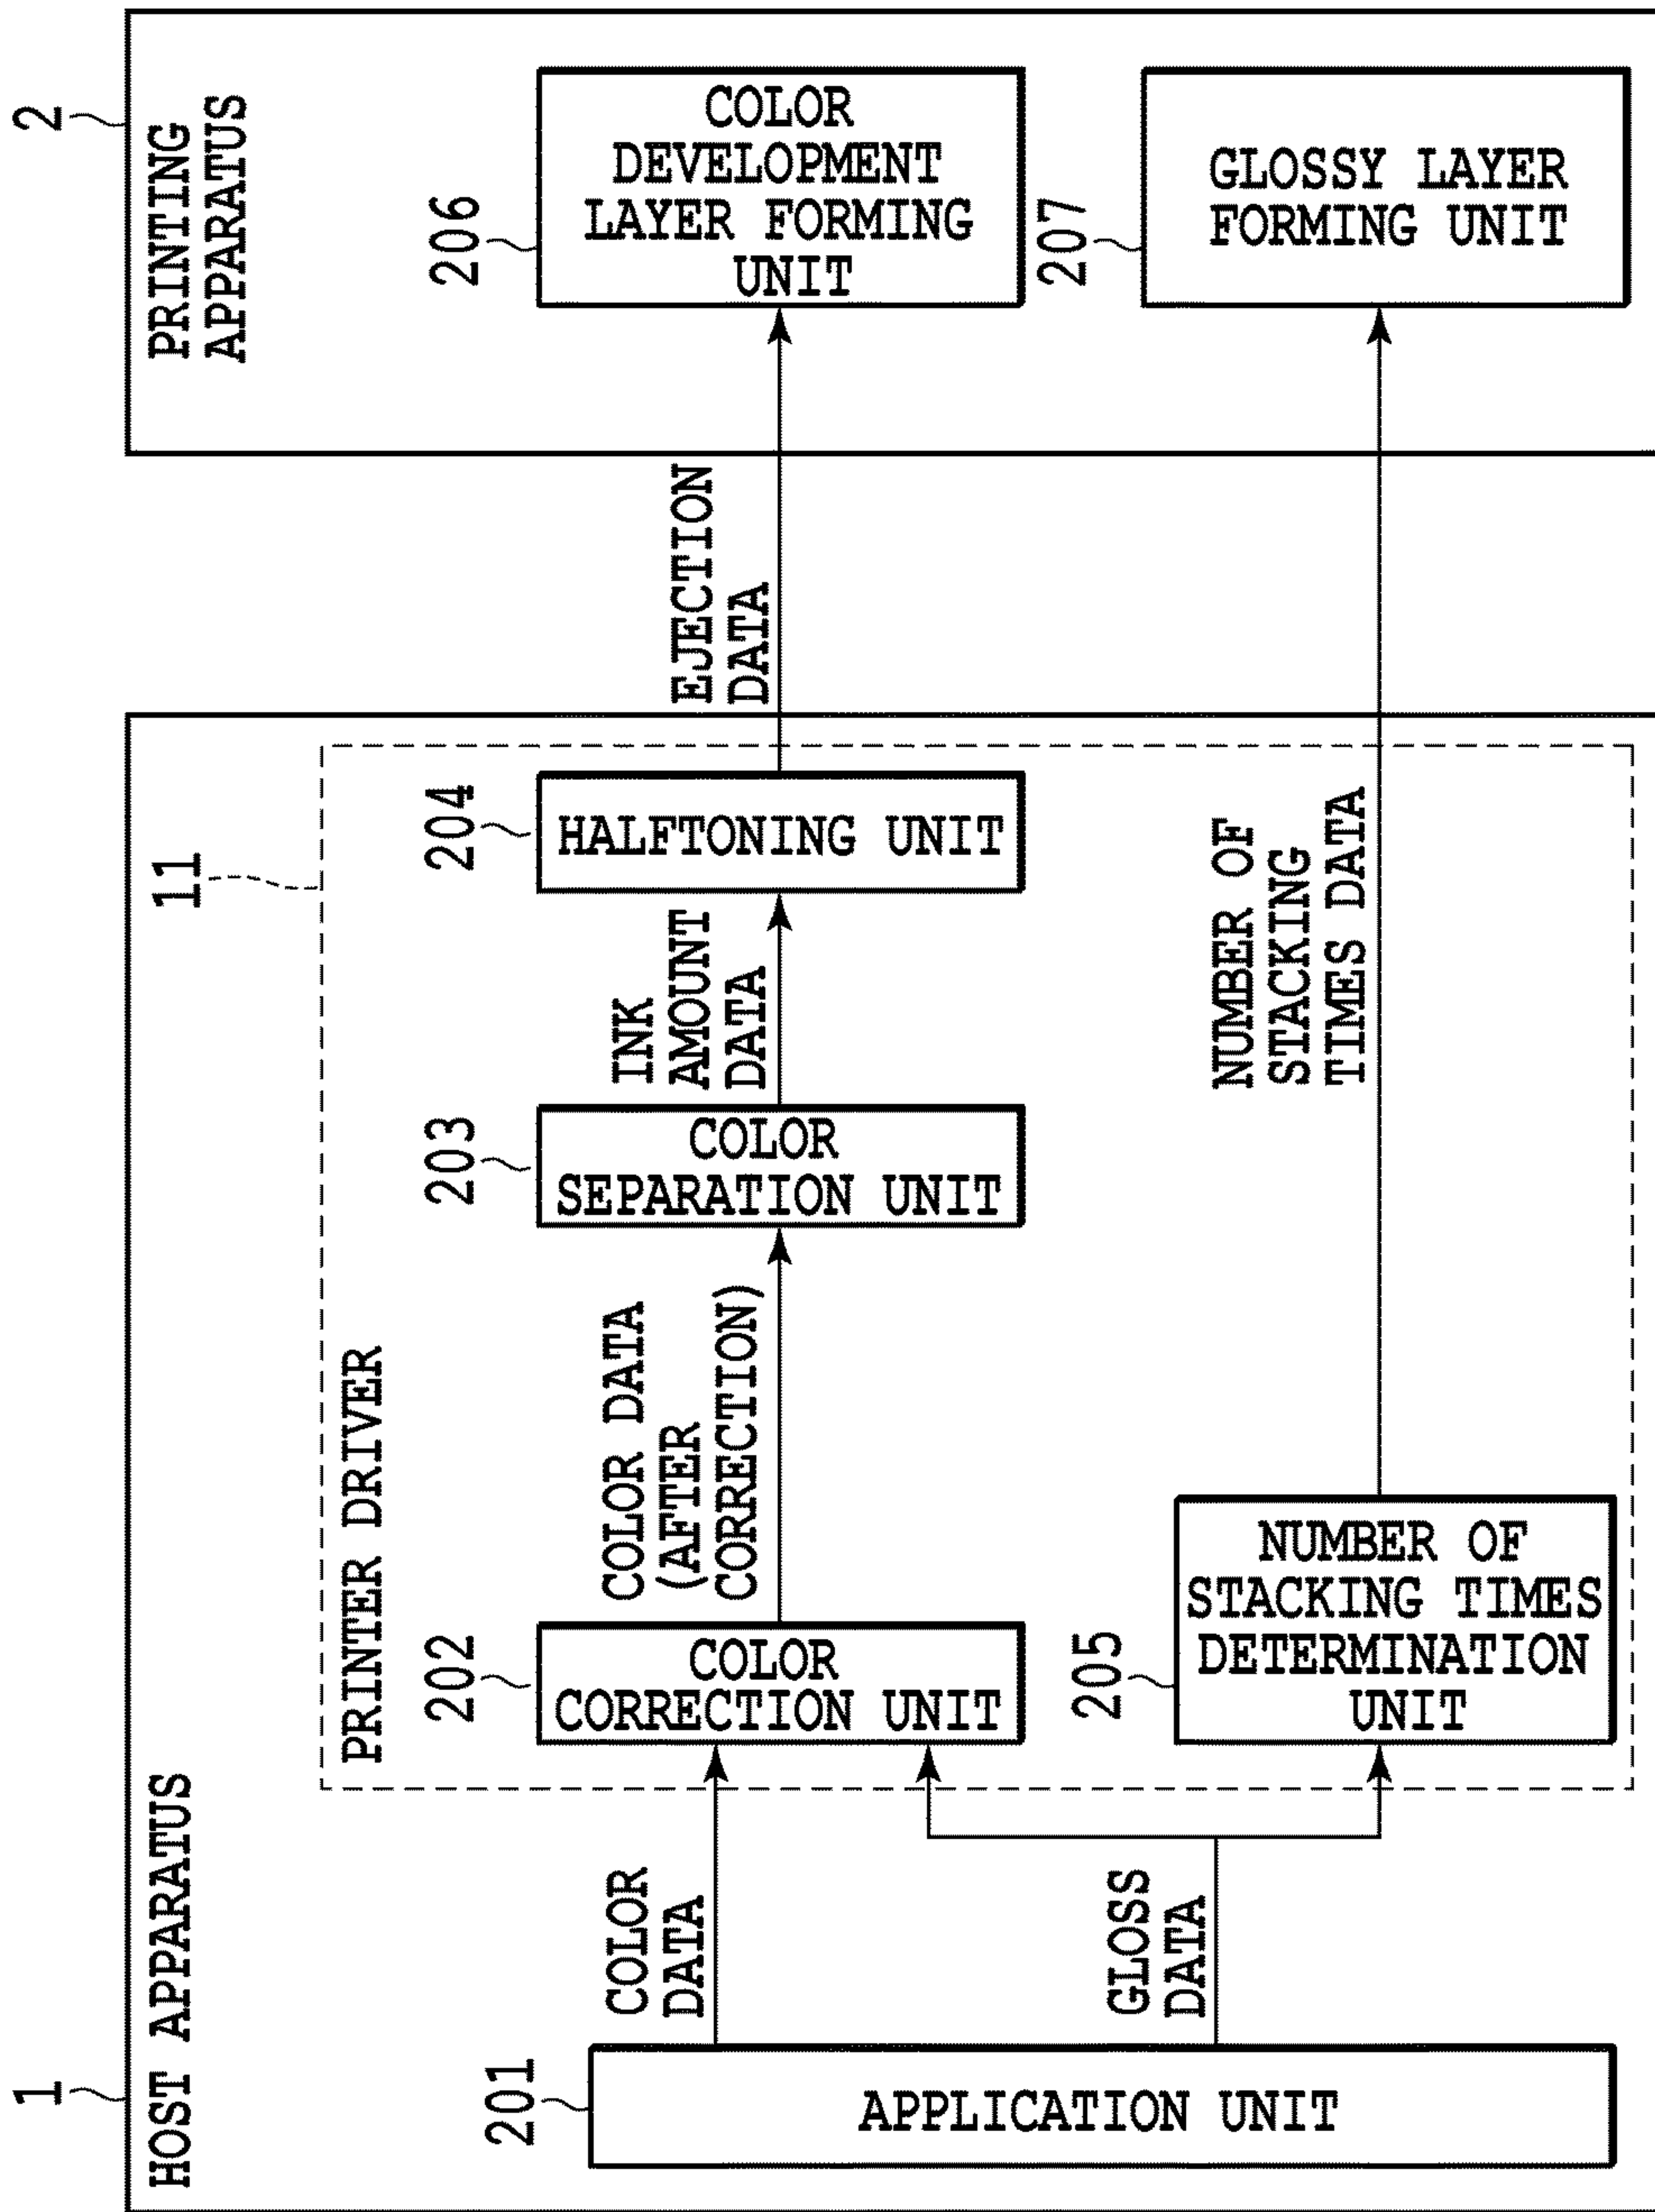 1
HOST APPARATUS
201
APPLICATION UNIT
COLOR
DATA
GLOSS
DATA
11
PRINTER DRIVER
202
COLOR
CORRECTION UNIT
COLOR DATA
(AFTER
CORRECTION)
203
COLOR
SEPARATION UNIT
INK
AMOUNT
DATA
204
HALFTONING UNIT
205
NUMBER OF
STACKING TIMES
DETERMINATION
UNIT
NUMBER OF
STACKING
TIMES DATA
EJECTION
DATA
2
PRINTING
APPARATUS
206
COLOR
DEVELOPMENT
LAYER FORMING
UNIT
207
GLOSSY LAYER
FORMING UNIT